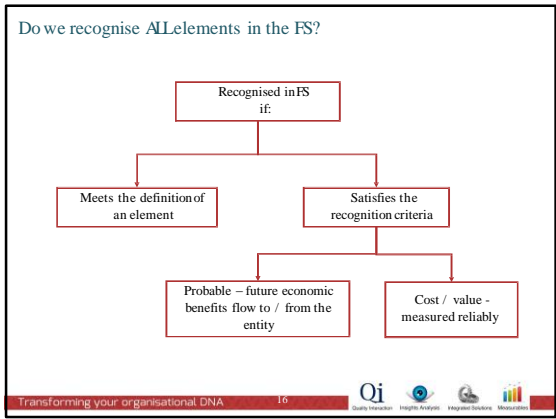 Do we recognise ALL elements in the FS?
Recognised in FS
if:
Meets the definition of
an element
Satisfies the
recognition criteria
Probable – future economic
benefits flow to / from the
entity
Cost / value -
measured reliably
Transforming your organisational DNA
16
Qi
Quality Interaction
Insights Analysis
Integrated Solutions
Measurables